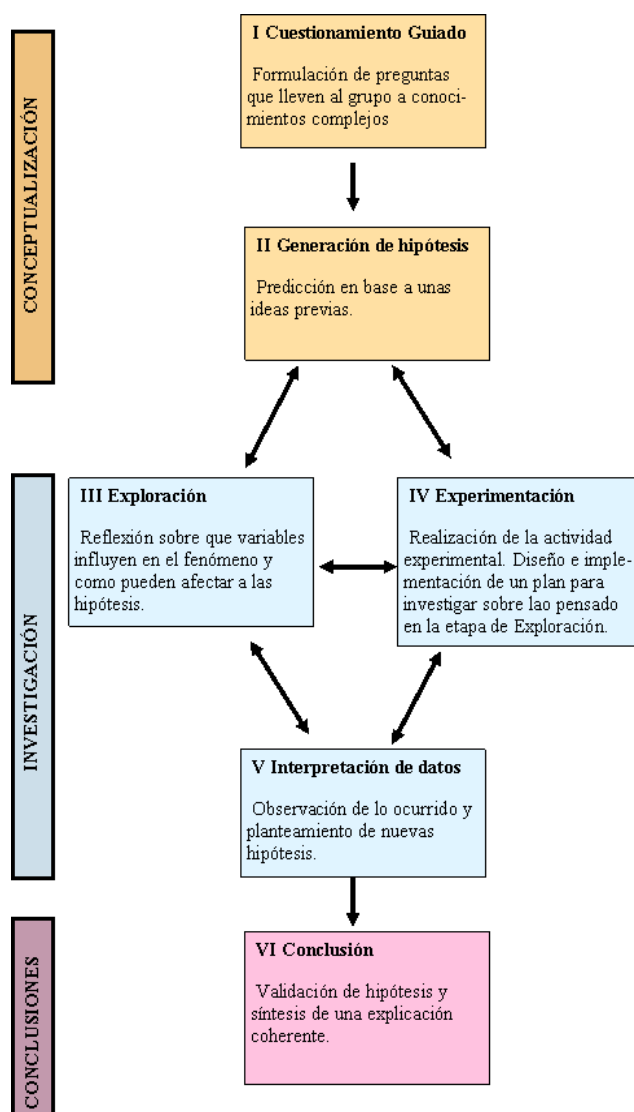 CONCEPTUALIZACIÓN
I Cuestionamiento Guiado
Formulación de preguntas
que lleven al grupo a conoci-
mientos complejos
II Generación de hipótesis
Predicción en base a unas
ideas previas.
INVESTIGACIÓN
III Exploración
Reflexión sobre que variables
influyen en el fenómeno y
como pueden afectar a las
hipótesis.
IV Experimentación
Realización de la actividad
experimental. Diseño e imple-
mentación de un plan para
investigar sobre lao pensado
en la etapa de Exploración.
V Interpretación de datos
Observación de lo ocurrido y
planteamiento de nuevas
hipótesis.
CONCLUSIONES
VI Conclusión
Validación de hipótesis y
síntesis de una explicación
coherente.